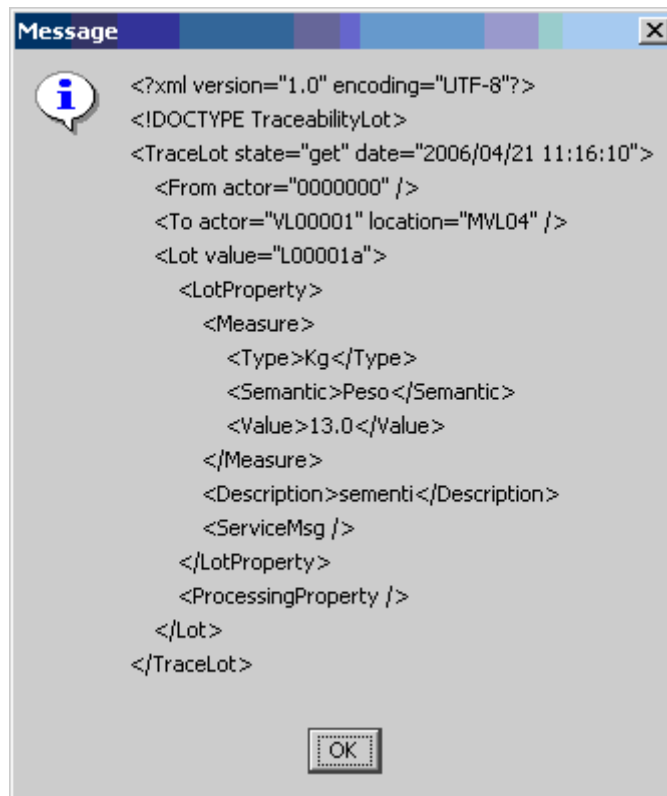 Message
<?xml version="1.0" encoding="UTF-8"?>
<!DOCTYPE TraceabilityLot>
<TraceLot state="get" date="2006/04/21 11:16:10">
<From actor="0000000" />
<To actor="VL00001" location="MVL04" />
<Lot value="L00001a">
<LotProperty>
<Measure>
<Type>Kg</Type>
<Semantic>Peso</Semantic>
<Value>13.0</Value>
</Measure>
<Description>sementi</Description>
<ServiceMsg />
</LotProperty>
<ProcessingProperty />
</Lot>
</TraceLot>
OK